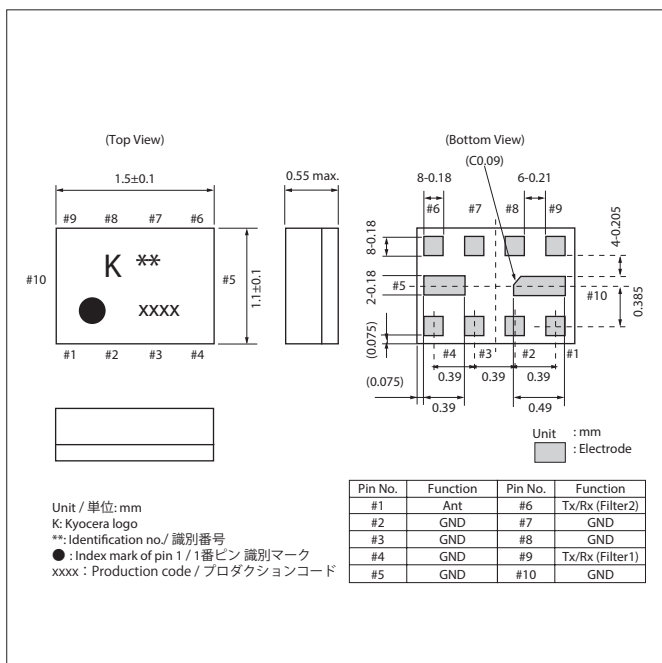 (Top View)
1.5±0.1
0.55 max.
#9 #8 #7 #6
#10
K **
xxxx
#5
1.1±0.1
#1 #2 #3 #4
(Bottom View)
(C0.09)
8-0.18
6-0.21
#6 #7 #8 #9
8-0.18
4-0.205
2-0.18
#5
#10
0.385
(0.075)
#4 #3 #2 #1
(0.075)
0.39 0.39 0.39
0.39 0.49
Unit : mm
: Electrode
Unit / 単位: mm
K: Kyocera logo
**: Identification no./ 識別番号
● : Index mark of pin 1 / 1番ピン 識別マーク
xxxx : Production code / プロダクションコード
Pin No. Function Pin No. Function
#1 Ant #6 Tx/Rx (Filter2)
#2 GND #7 GND
#3 GND #8 GND
#4 GND #9 Tx/Rx (Filter1)
#5 GND #10 GND